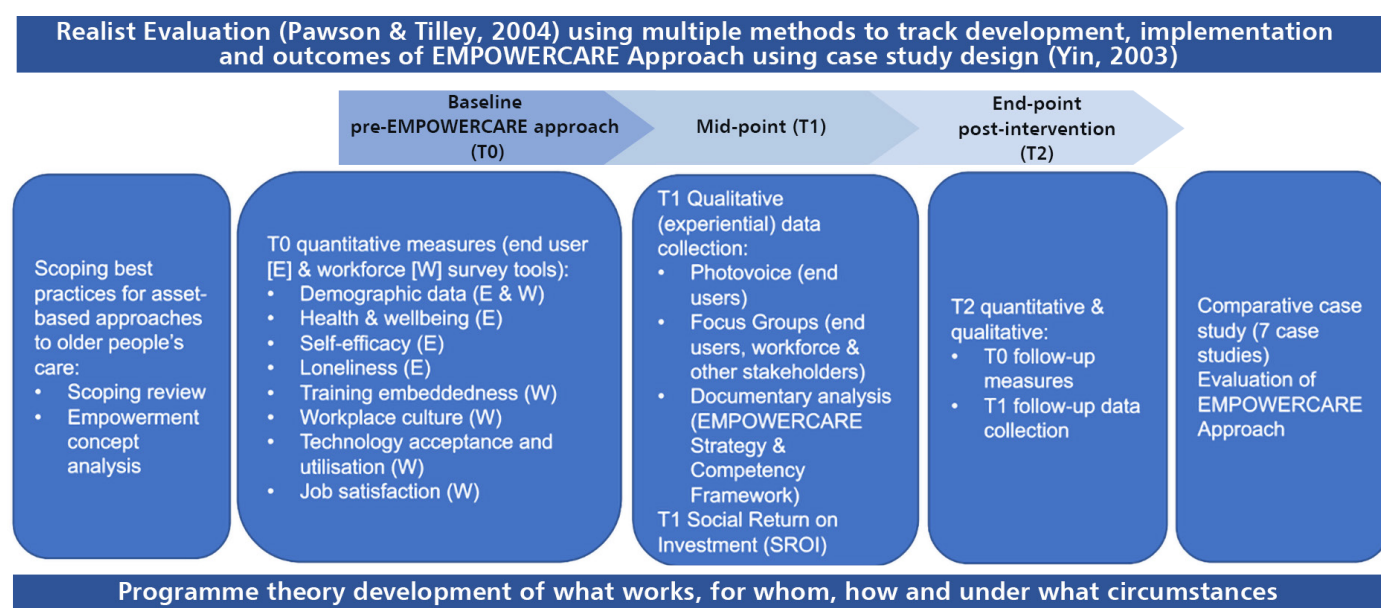 Realist Evaluation (Pawson & Tilley, 2004) using multiple methods to track development, implementation
and outcomes of EMPOWERCARE Approach using case study design (Yin, 2003)
Baseline
pre-EMPOWERCARE approach
(T0)
Mid-point (T1)
End-point
post-intervention
(T2)
Scoping best
practices for asset-
based approaches
to older people's
care:
• Scoping review
• Empowerment
concept
analysis
T0 quantitative measures (end user
[E] & workforce [W] survey tools):
• Demographic data (E & W)
• Health & wellbeing (E)
• Self-efficacy (E)
• Loneliness (E)
• Training embeddedness (W)
• Workplace culture (W)
• Technology acceptance and
utilisation (W)
• Job satisfaction (W)
T1 Qualitative
(experiential) data
collection:
• Photovoice (end
users)
• Focus Groups (end
users, workforce &
other stakeholders)
• Documentary analysis
(EMPOWERCARE
Strategy &
Competency
Framework)
T1 Social Return on
Investment (SROI)
T2 quantitative &
qualitative:
• T0 follow-up
measures
• T1 follow-up data
collection
Comparative case
study (7 case
studies)
Evaluation of
EMPOWERCARE
Approach
Programme theory development of what works, for whom, how and under what circumstances